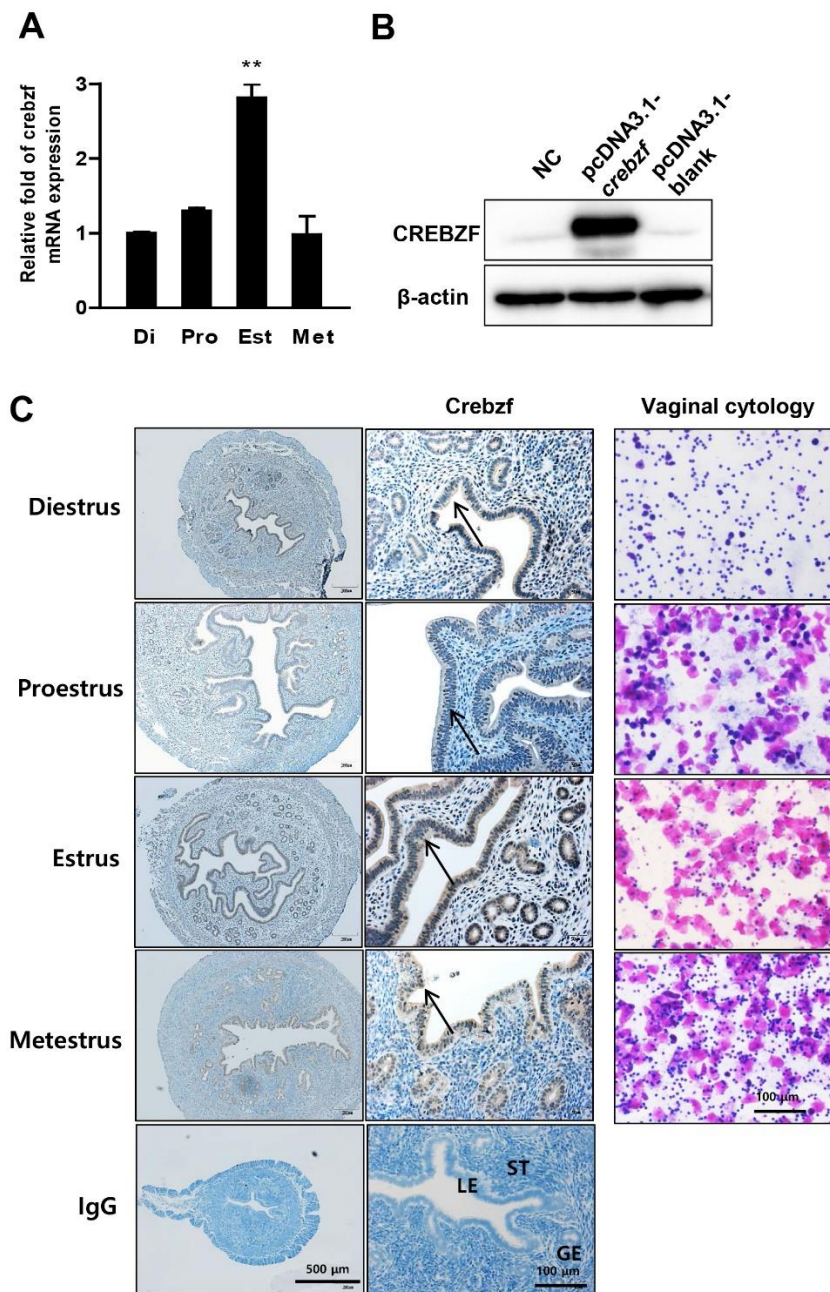 A
Relative fold of crebzf
mRNA expression
3
2
1
0
**
Di Pro Est Met
B
NC
pcDNA3.1-
crebzf
pcDNA3.1-
blank
CREBZF
β-actin
C
Crebzf
Vaginal cytology
Diestrus
Proestrus
Estrus
Metestrus
100 μm
IgG
LE
ST
GE
500 μm
100 μm